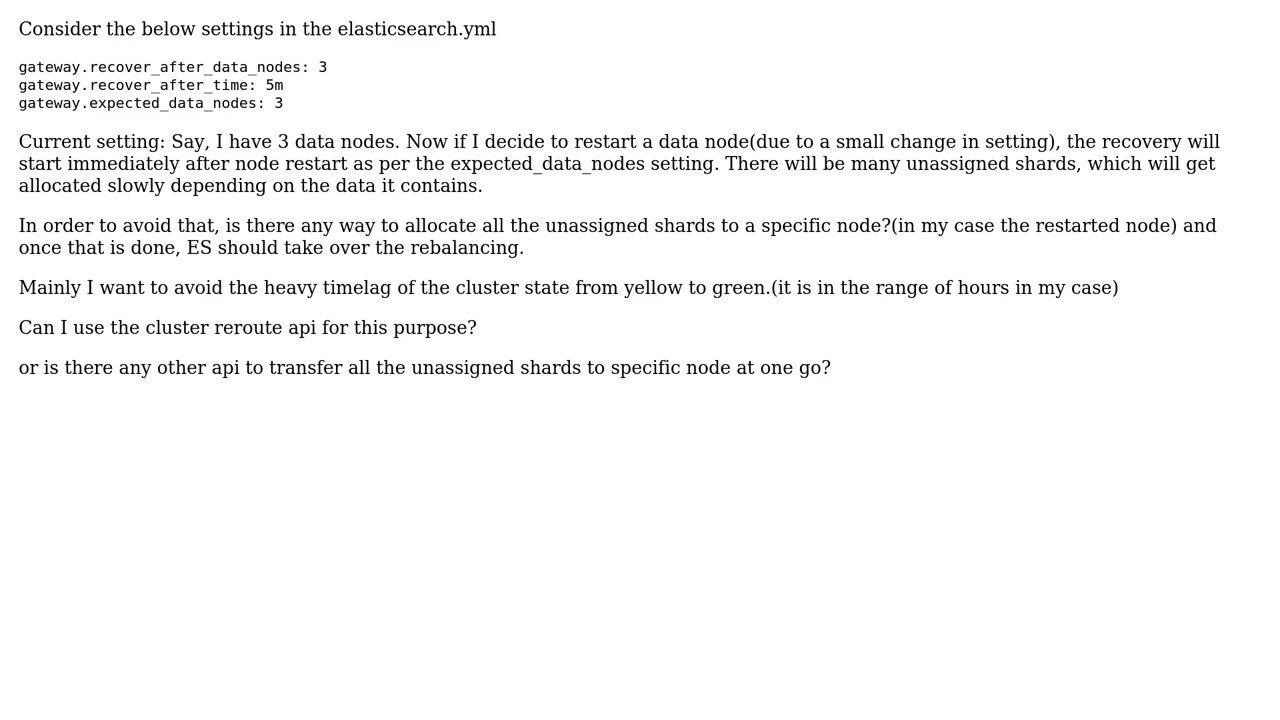 Consider the below settings in the elasticsearch.yml
gateway.recover_after_data_nodes: 3
gateway.recover_after_time: 5m
gateway.expected_data_nodes: 3
Current setting: Say, I have 3 data nodes. Now if I decide to restart a data node(due to a small change in setting), the recovery will
start immediately after node restart as per the expected_data_nodes setting. There will be many unassigned shards, which will get
allocated slowly depending on the data it contains.
In order to avoid that, is there any way to allocate all the unassigned shards to a specific node?(in my case the restarted node) and
once that is done, ES should take over the rebalancing.
Mainly I want to avoid the heavy timelag of the cluster state from yellow to green.(it is in the range of hours in my case)
Can I use the cluster reroute api for this purpose?
or is there any other api to transfer all the unassigned shards to specific node at one go?